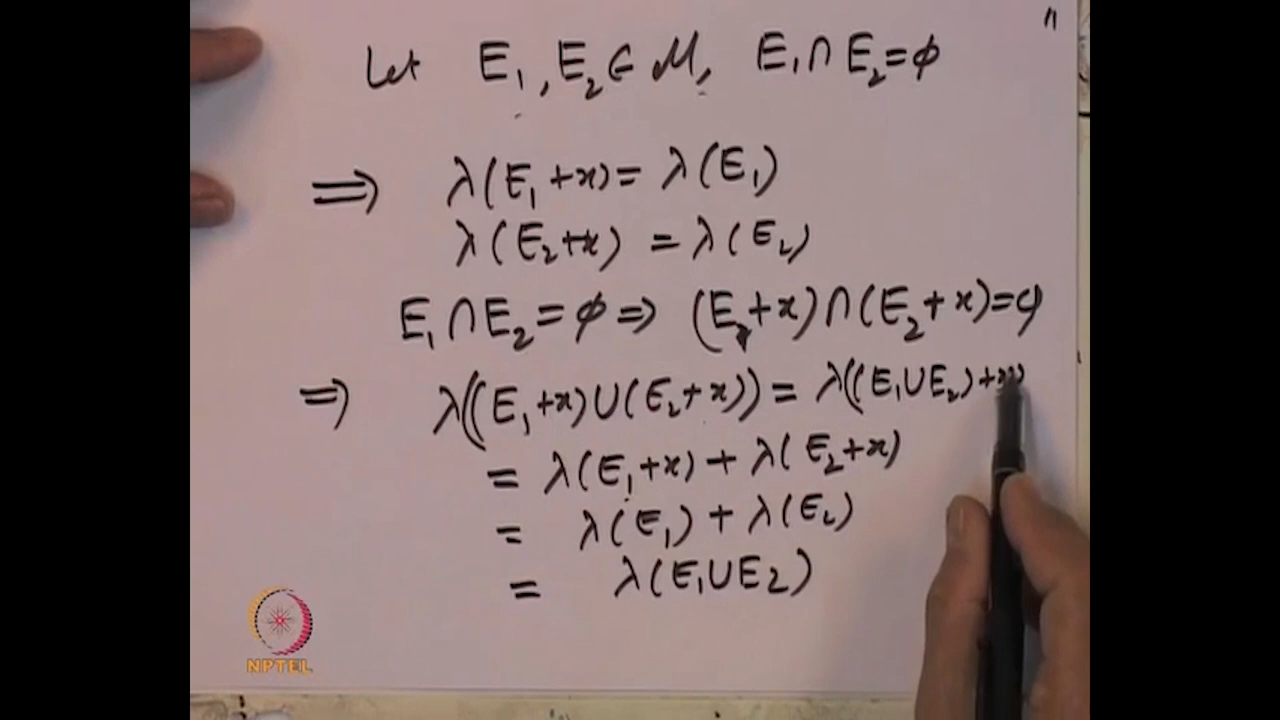 "
Let E₁, E₂ ∈ M, E₁ ∩ E₂ = ϕ
⇒ λ(E₁+x) = λ(E₁)
λ(E₂+x) = λ(E₂)
E₁ ∩ E₂ = ϕ ⇒ (E₁+x) ∩ (E₂+x) = ϕ
⇒ λ((E₁+x) ∪ (E₂+x)) = λ((E₁∪E₂)+x)
= λ(E₁+x) + λ(E₂+x)
= λ(E₁) + λ(E₂)
= λ(E₁∪E₂)
NPTEL